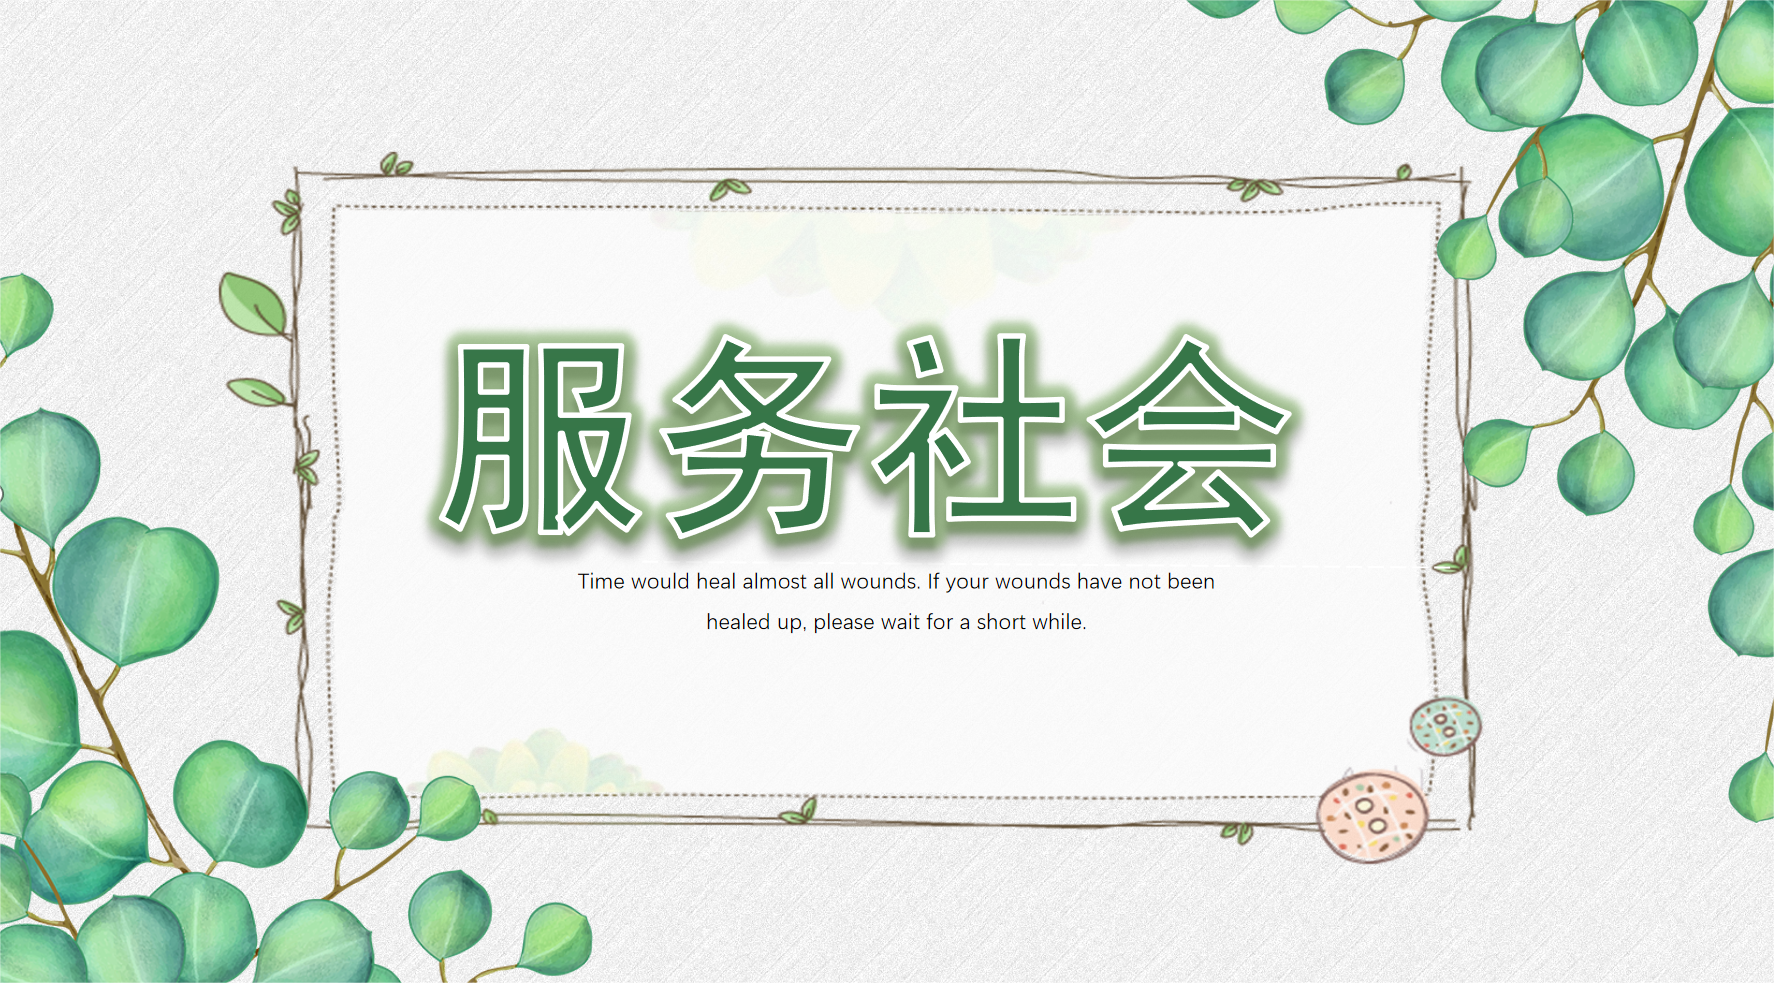 服务社会
Time would heal almost all wounds. If your wounds have not been
healed up, please wait for a short while.